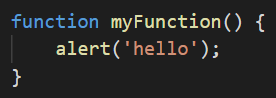 function myFunction() {
    alert('hello');
}